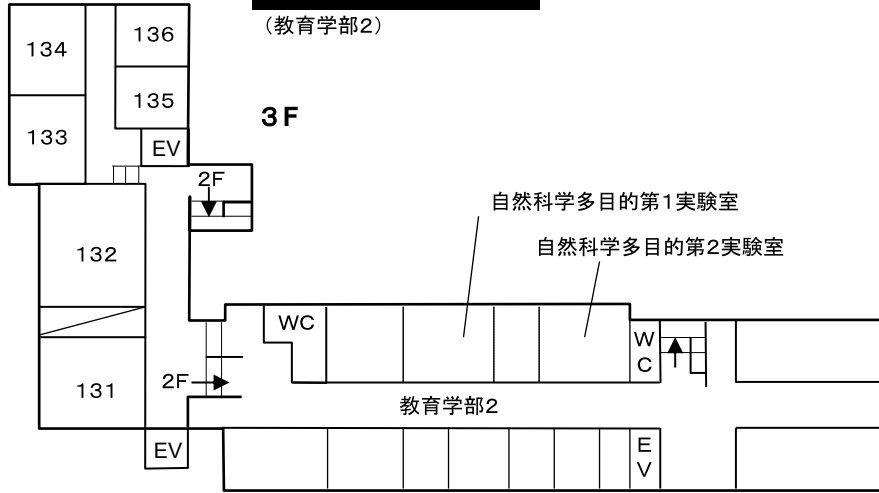 （教育学部２）
134
136
135
133
3F
EV
2F
自然科学多目的第１実験室
自然科学多目的第２実験室
132
WC
WC
2F
131
教育学部２
EV
EV